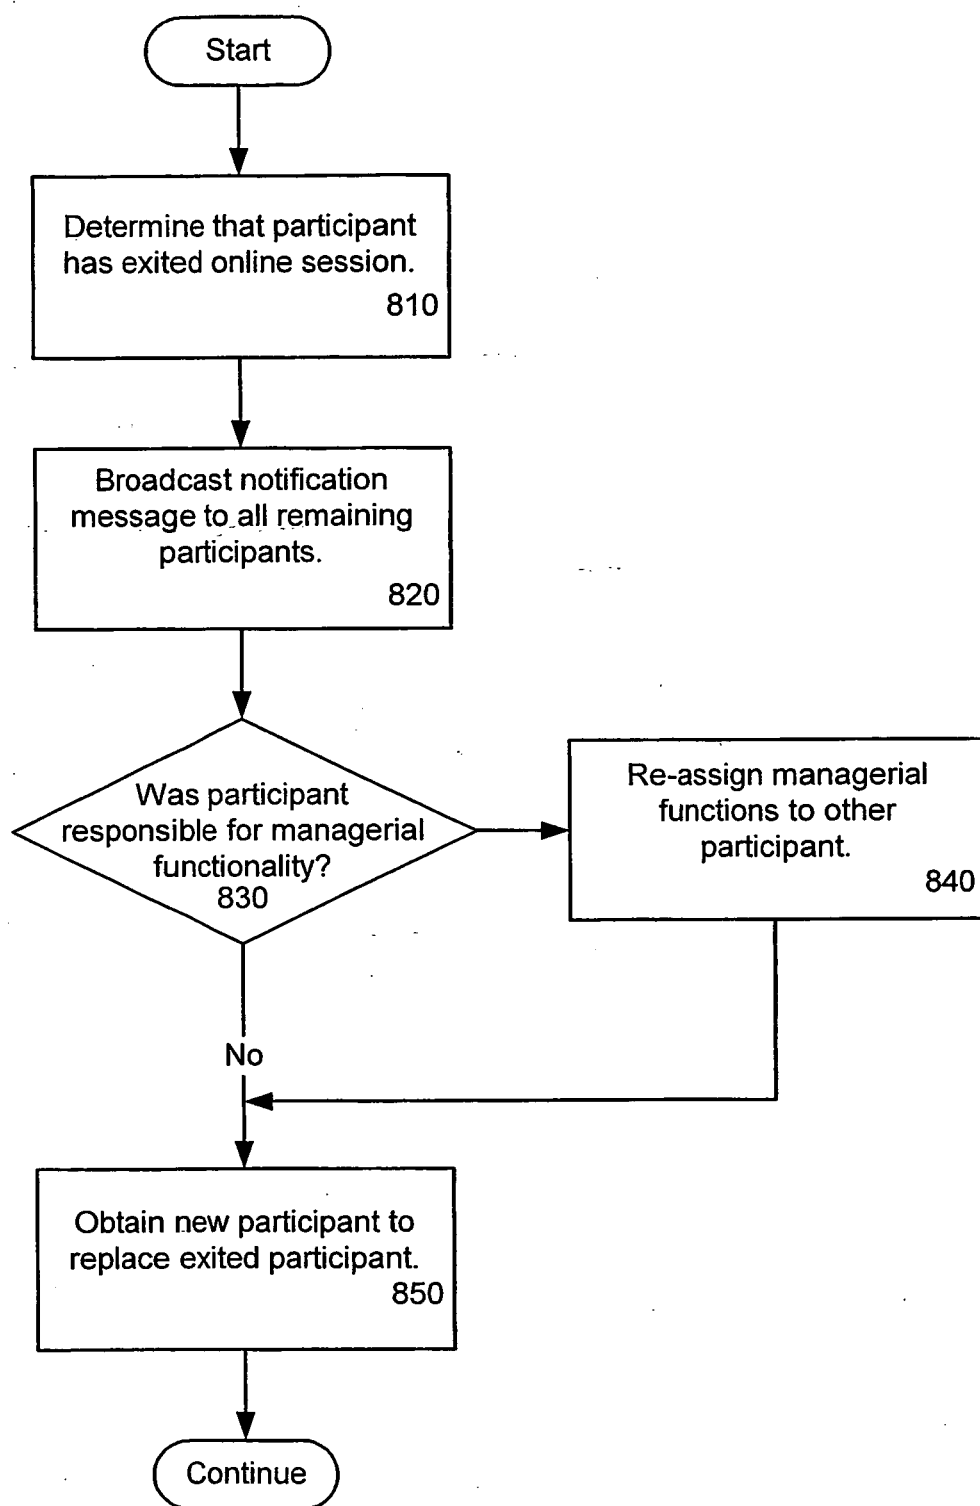 Start
Determine that participant
has exited online session.
810
Broadcast notification
message to all remaining
participants.
820
Was participant
responsible for managerial
functionality?
830
Re-assign managerial
functions to other
participant.
840
No
Obtain new participant to
replace exited participant.
850
Continue